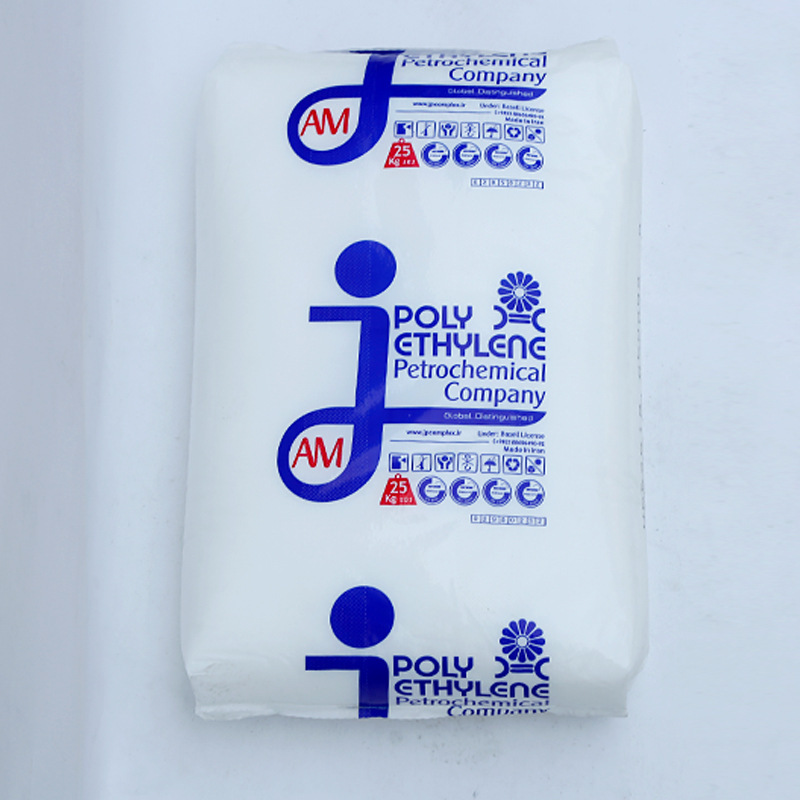 Petrochemical
Company
Global Distinguished
www.jpcomplex.ir
Under: Basell License
Made in Iran
AM
25
Kg
j
POLY
ETHYLENE
Petrochemical
Company
Global Distinguished
www.jpcomplex.ir
Under: Basell License
Made in Iran
AM
25
Kg
j
POLY
ETHYLENE
Petrochemical
Company